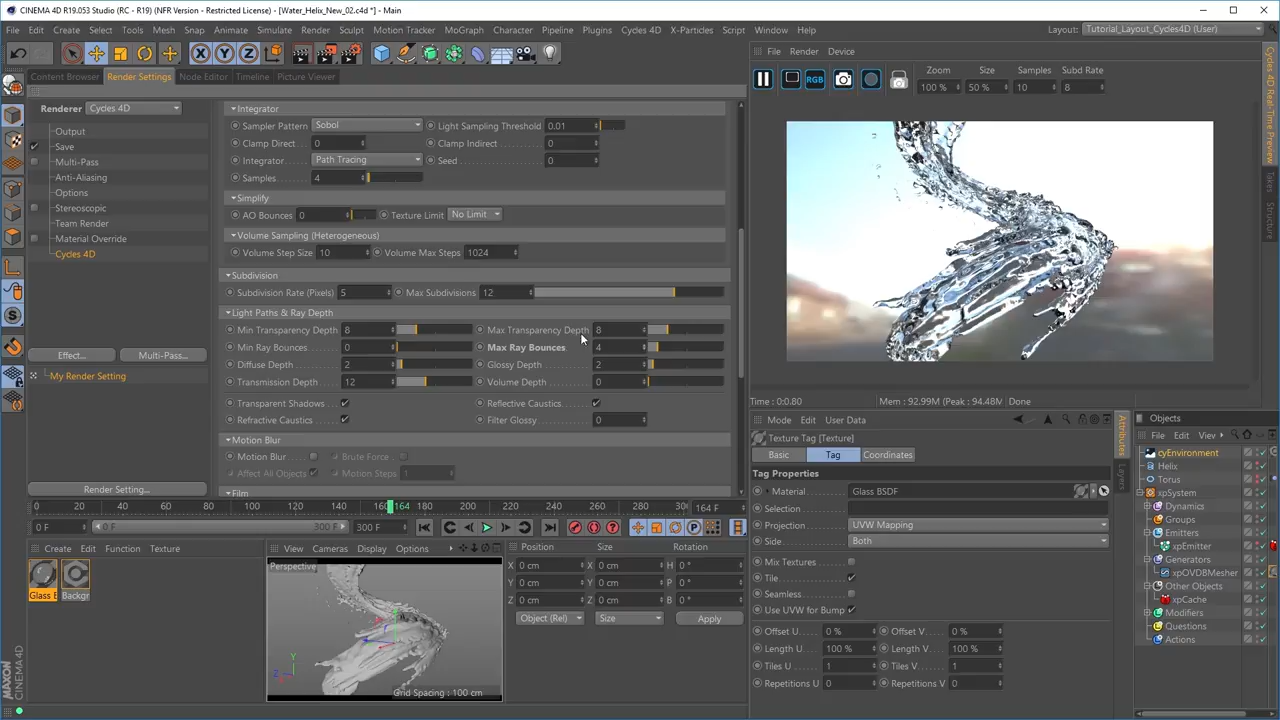 CINEMA 4D R19.053 Studio (RC - R19) (NFR Version - Restricted License) - [Water_Helix_New_02.c4d *] - Main
File Edit Create Select Tools Mesh Snap Animate Simulate Render Sculpt Motion Tracker MoGraph Character Pipeline Plugins Cycles 4D X-Particles Script Window Help Layout: Tutorial_Layout_Cycles4D (User)
X Y Z
Content Browser Render Settings Node Editor Timeline Picture Viewer
File Render Device
RGB
Zoom Size Samples Subd Rate
100 % 50 % 10 8
Renderer Cycles 4D
Output
Save
Multi-Pass
Anti-Aliasing
Options
Stereoscopic
Team Render
Material Override
Cycles 4D
Effect... Multi-Pass...
My Render Setting
Render Setting...
Integrator
Sampler Pattern Sobol Light Sampling Threshold 0.01
Clamp Direct 0 Clamp Indirect 0
Integrator Path Tracing Seed 0
Samples 4
Simplify
AO Bounces 0 Texture Limit No Limit
Volume Sampling (Heterogeneous)
Volume Step Size 10 Volume Max Steps 1024
Subdivision
Subdivision Rate (Pixels) 5 Max Subdivisions 12
Light Paths & Ray Depth
Min Transparency Depth 8 Max Transparency Depth 8
Min Ray Bounces 0 Max Ray Bounces 4
Diffuse Depth 2 Glossy Depth 2
Transmission Depth 12 Volume Depth 0
Transparent Shadows Reflective Caustics
Refractive Caustics Filter Glossy 0
Motion Blur
Motion Blur Brute Force
Affect All Objects Motion Steps 1
Film
Time : 0:0.80 Mem : 92.99M (Peak : 94.48M) Done
Cycles 4D Real-Time Preview
Takes
Structure
0 20 40 60 80 100 120 140 160 164 180 200 220 240 260 280 300 164 F
0 F 0 F 300 F 300 F
Create Edit Function Texture
Glass B Backgr
View Cameras Display Options
Perspective
Y
Z
Grid Spacing : 100 cm
Position Size Rotation
X 0 cm X 0 cm H 0 °
Y 0 cm Y 0 cm P 0 °
Z 0 cm Z 0 cm B 0 °
Object (Rel) Size Apply
MAXON CINEMA4D
Mode Edit User Data
Texture Tag [Texture]
Basic Tag Coordinates
Tag Properties
Material Glass BSDF
Selection
Projection UVW Mapping
Side Both
Mix Textures
Tile
Seamless
Use UVW for Bump
Offset U 0 % Offset V 0 %
Length U 100 % Length V 100 %
Tiles U 1 Tiles V 1
Repetitions U 0 Repetitions V 0
Attributes
Layers
Objects
File Edit View
cyEnvironment
Helix
Torus
xpSystem
Dynamics
Groups
Emitters
xpEmitter
Generators
xpOVDBMesher
Other Objects
xpCache
Modifiers
Questions
Actions